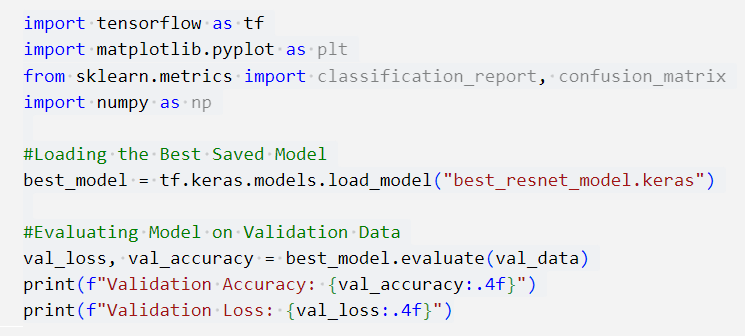 import tensorflow as tf
import matplotlib.pyplot as plt
from sklearn.metrics import classification_report, confusion_matrix
import numpy as np
#Loading the Best Saved Model
best_model = tf.keras.models.load_model("best_resnet_model.keras")
#Evaluating Model on Validation Data
val_loss, val_accuracy = best_model.evaluate(val_data)
print(f"Validation Accuracy: {val_accuracy:.4f}")
print(f"Validation Loss: {val_loss:.4f}")